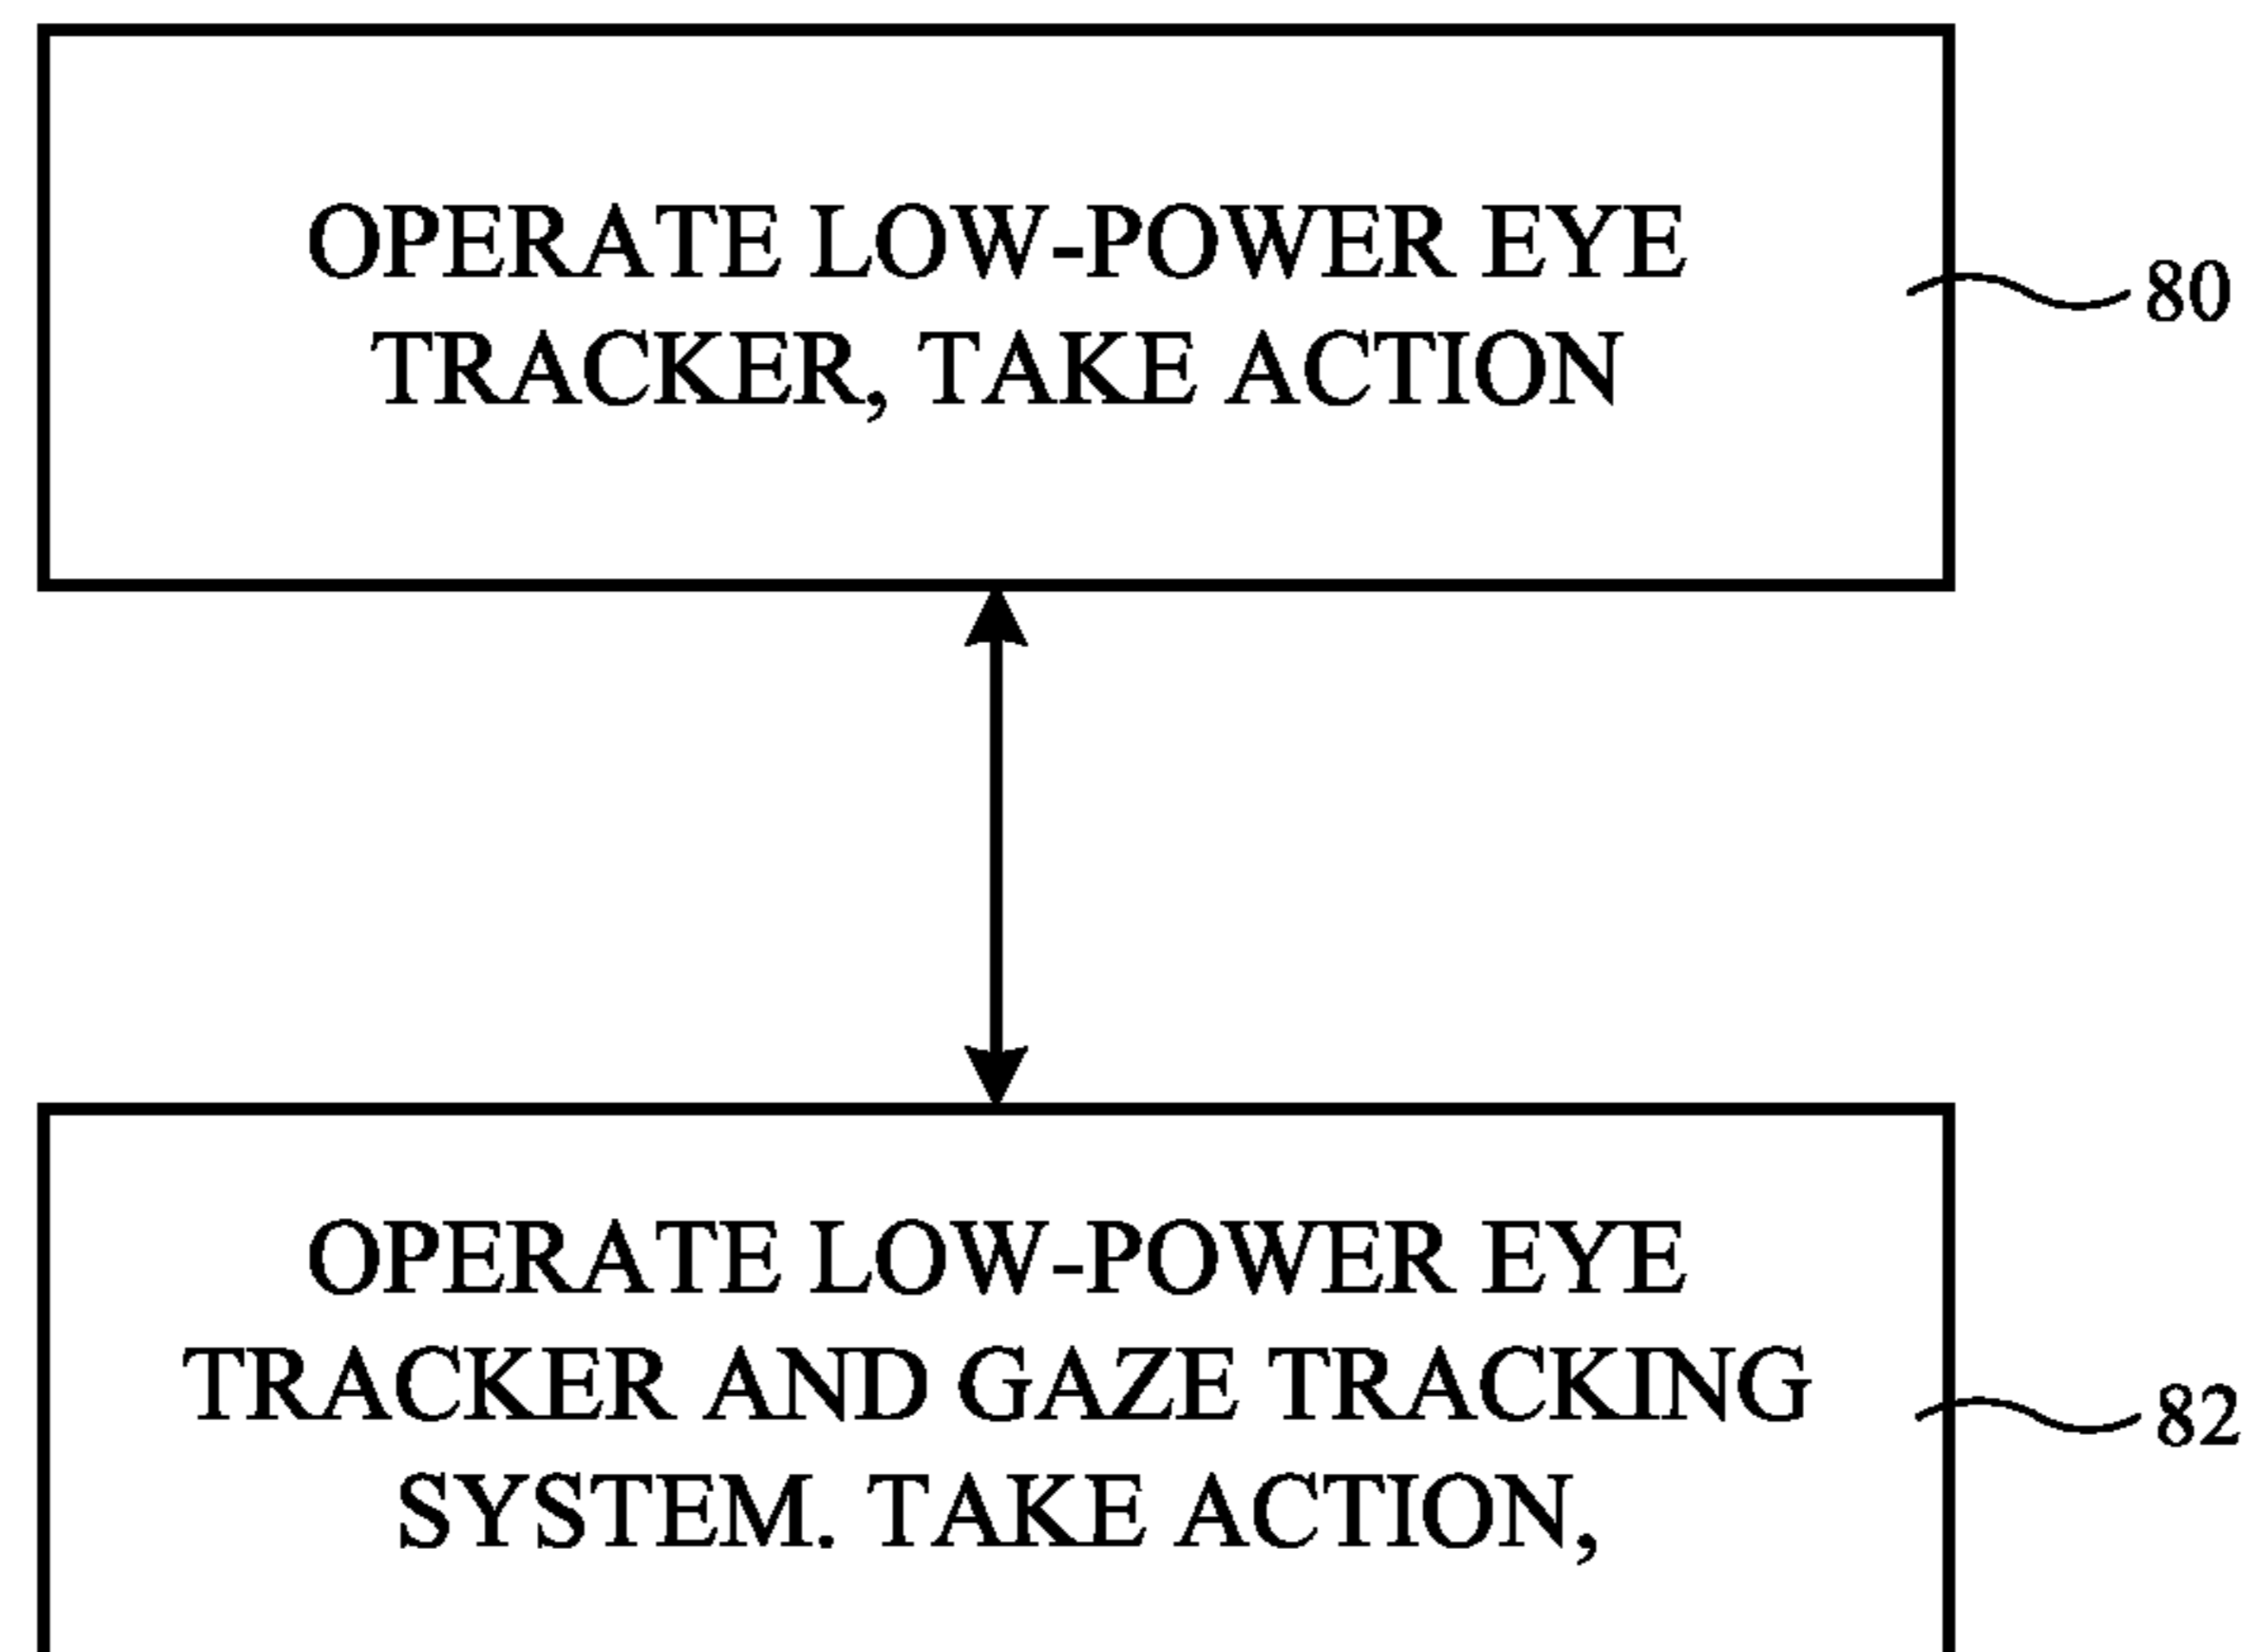 OPERATE LOW-POWER EYE
TRACKER, TAKE ACTION
80
OPERATE LOW-POWER EYE
TRACKER AND GAZE TRACKING
SYSTEM. TAKE ACTION,
82